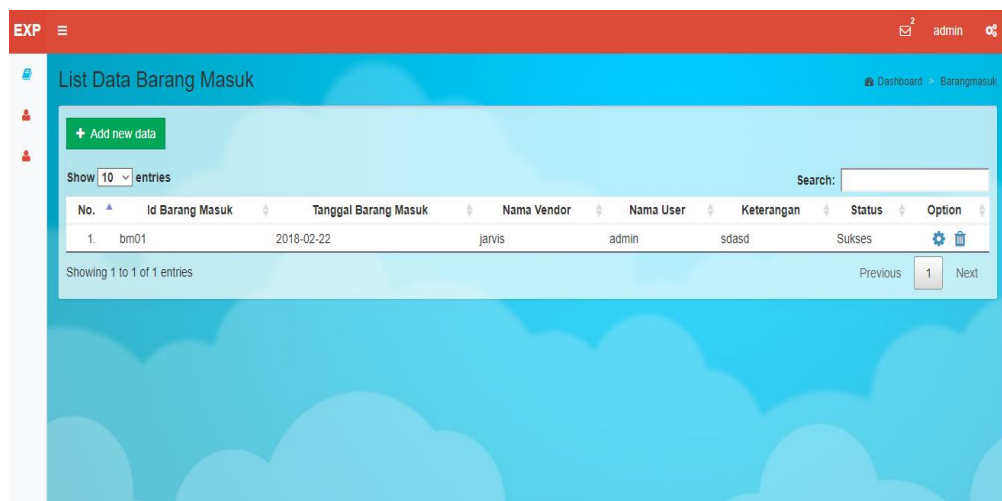 EXP 2 admin
List Data Barang Masuk Dashboard > Barangmasuk
+ Add new data
Show 10 entries Search:
No. Id Barang Masuk Tanggal Barang Masuk Nama Vendor Nama User Keterangan Status Option
1. bm01 2018-02-22 jarvis admin sdasd Sukses
Showing 1 to 1 of 1 entries Previous 1 Next